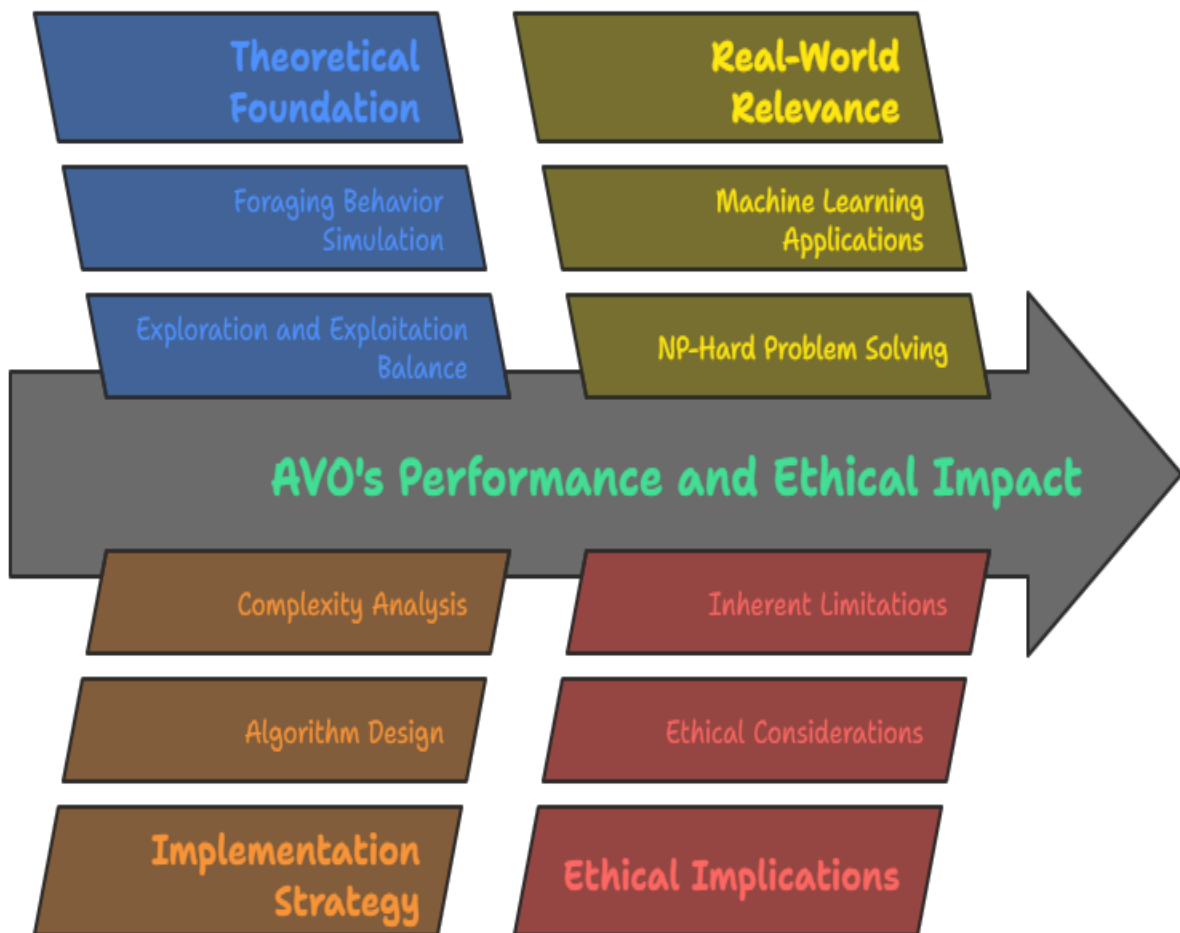 Theoretical
Foundation
Foraging Behavior
Simulation
Exploration and Exploitation
Balance
Real-World
Relevance
Machine Learning
Applications
NP-Hard Problem Solving
AVO's Performance and Ethical Impact
Complexity Analysis
Algorithm Design
Implementation
Strategy
Inherent Limitations
Ethical Considerations
Ethical Implications